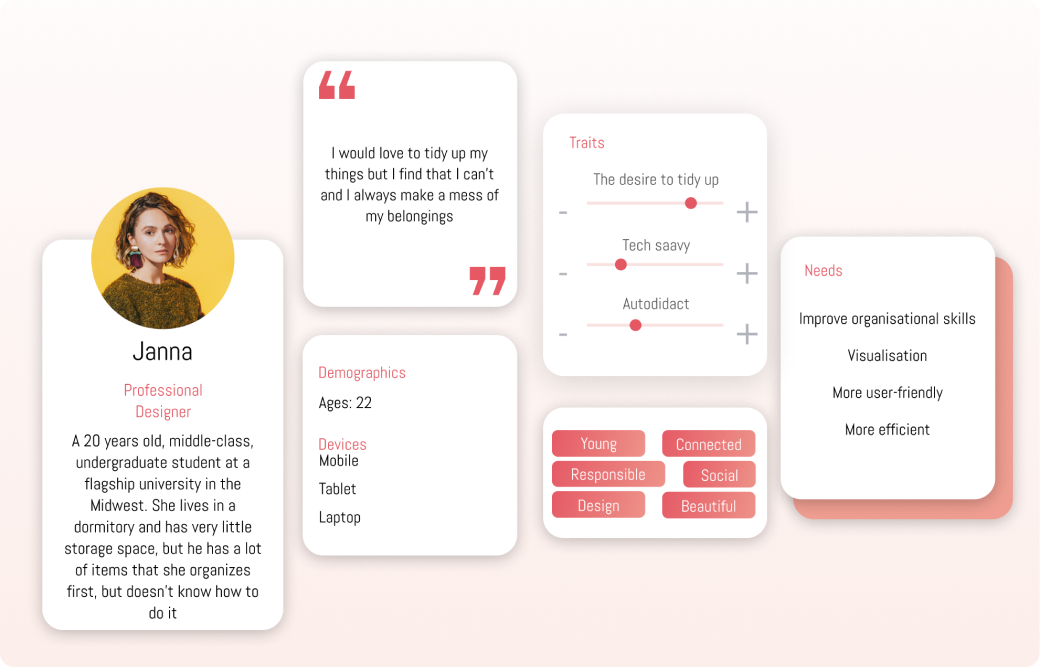 Janna
Professional
Designer
A 20 years old, middle-class,
undergraduate student at a
flagship university in the
Midwest. She lives in a
dormitory and has very little
storage space, but he has a lot
of items that she organizes
first, but doesn't know how to
do it
“
I would love to tidy up my
things but I find that I can't
and I always make a mess of
my belongings
”
Demographics
Ages: 22
Devices
Mobile
Tablet
Laptop
Traits
The desire to tidy up
- +
Tech saavy
- +
Autodidact
- +
Young Connected
Responsible Social
Design Beautiful
Needs
Improve organisational skills
Visualisation
More user-friendly
More efficient